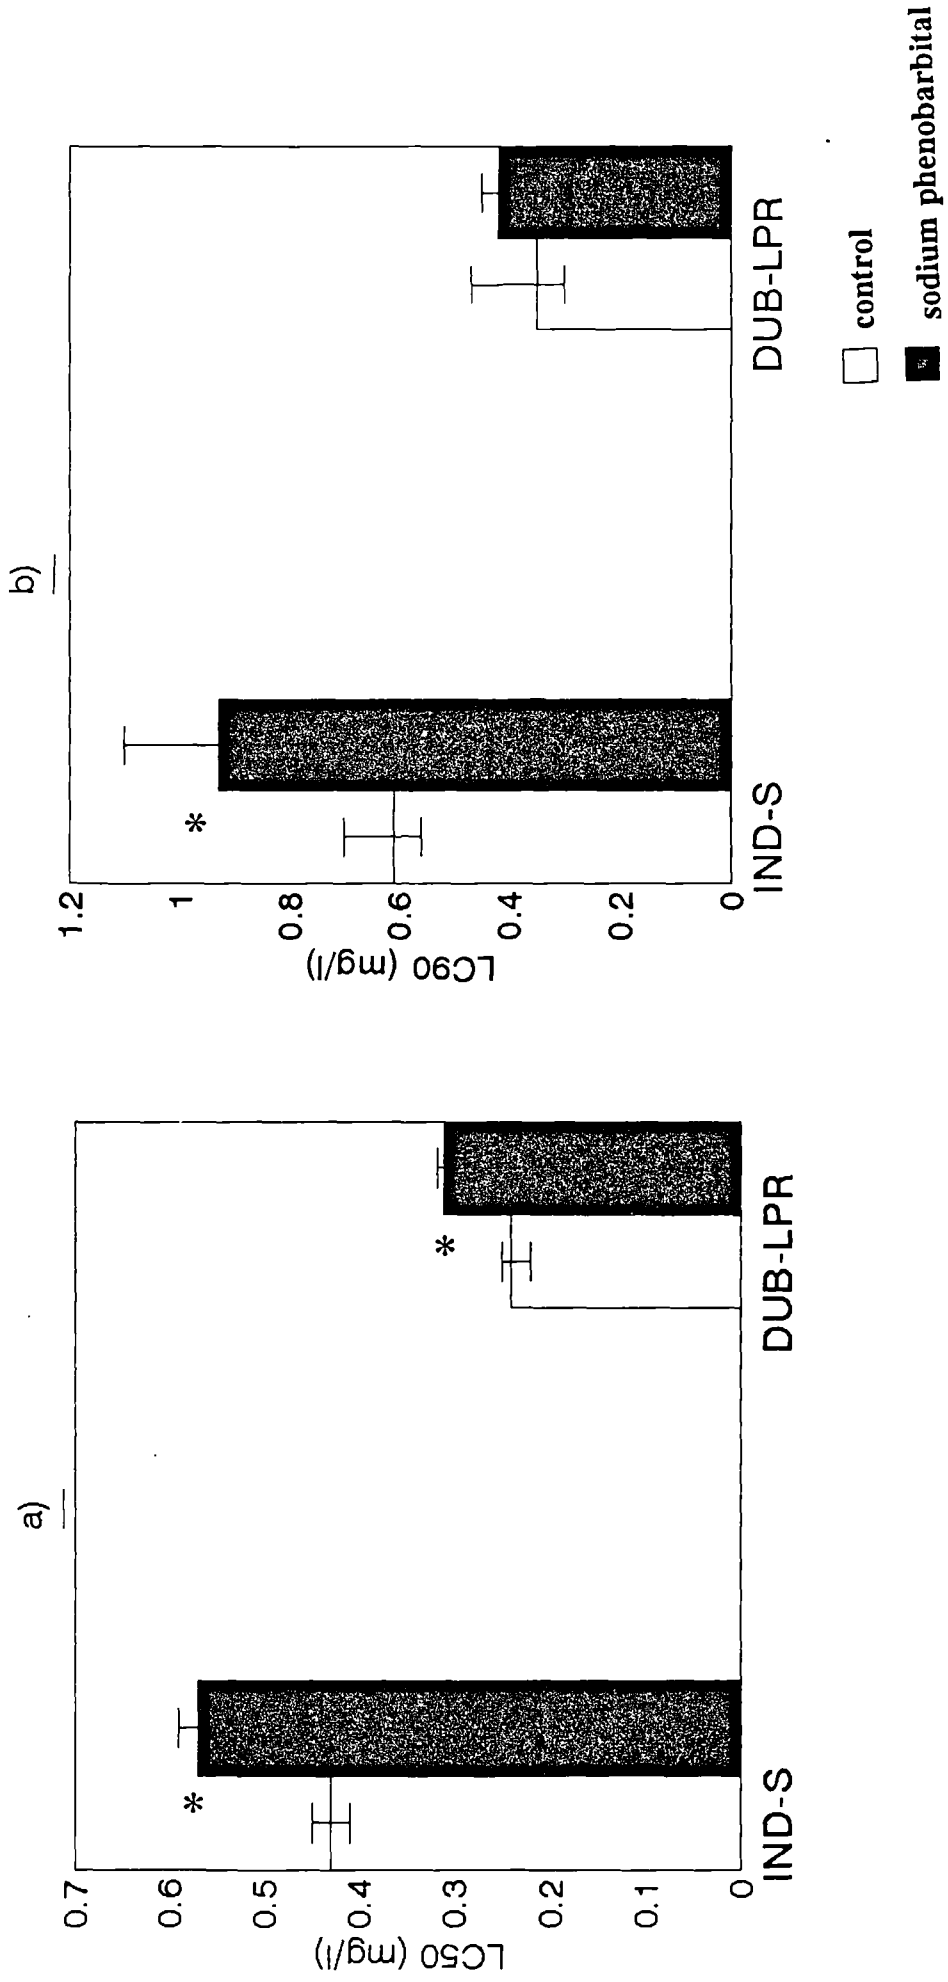 a)
LC50 (mg/l)
0.7
0.6
0.5
0.4
0.3
0.2
0.1
0
*
*
IND-S
DUB-LPR
b)
LC90 (mg/l)
1.2
1
0.8
0.6
0.4
0.2
0
*
IND-S
DUB-LPR
control
sodium phenobarbital